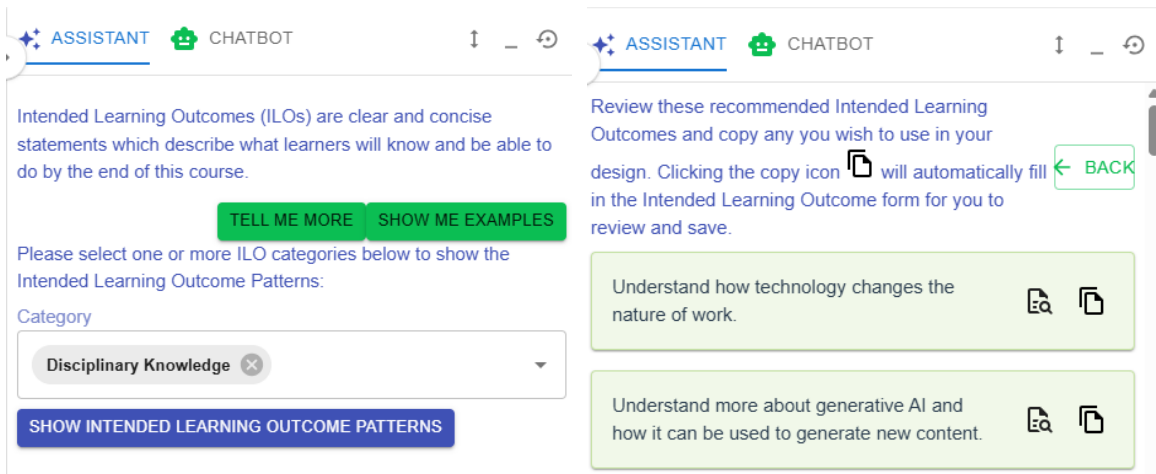 ASSISTANT CHATBOT
Intended Learning Outcomes (ILOs) are clear and concise
statements which describe what learners will know and be able to
do by the end of this course.
TELL ME MORE SHOW ME EXAMPLES
Please select one or more ILO categories below to show the
Intended Learning Outcome Patterns:
Category
Disciplinary Knowledge
SHOW INTENDED LEARNING OUTCOME PATTERNS
ASSISTANT CHATBOT
Review these recommended Intended Learning
Outcomes and copy any you wish to use in your
design. Clicking the copy icon will automatically fill
in the Intended Learning Outcome form for you to
review and save.
BACK
Understand how technology changes the
nature of work.
Understand more about generative AI and
how it can be used to generate new content.